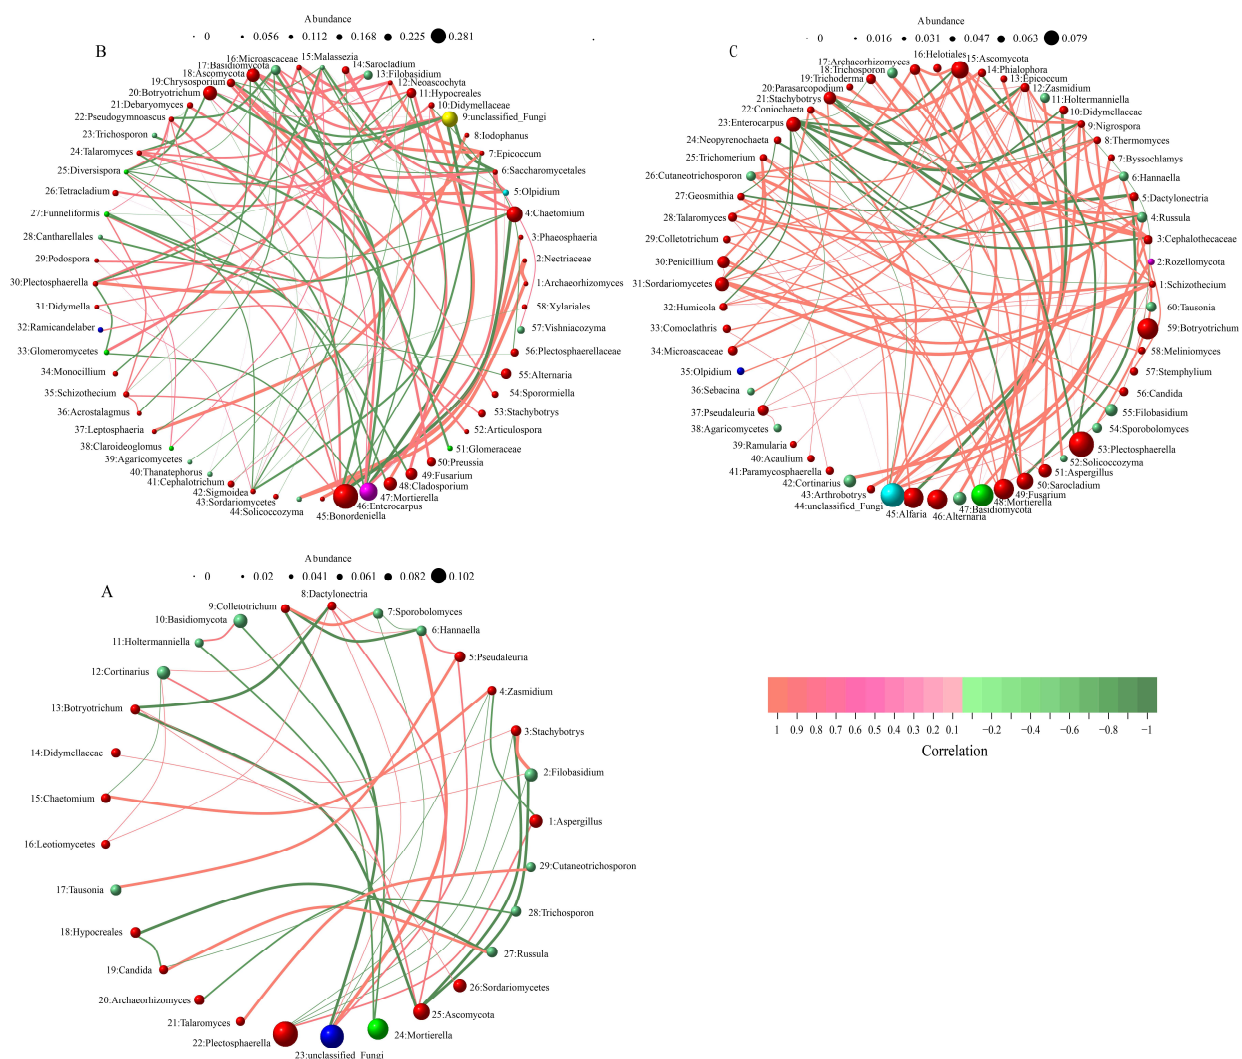 Abundance
0 0.056 0.112 0.168 0.225 0.281
B
15:Malassezia
16:Microascaceae
17:Basidiomycota
18:Ascomycota
19:Chrysosporium
20:Botryotrichum
21:Debaryomyces
22:Pseudogymnoascus
23:Trichosporon
24:Talaromyces
25:Diversispora
26:Tetracladium
27:Funneliformis
28:Cantharellales
29:Podospora
30:Plectosphaerella
31:Didymella
32:Ramicandelaber
33:Glomeromycetes
34:Monocillium
35:Schizothecium
36:Acrostalagmus
37:Leptosphaeria
38:Claroideoglomus
39:Agaricomycetes
40:Thanatephorus
41:Cephalotrichum
42:Sigmoidea
43:Sordariomycetes
44:Solicoccozyma
45:Bonordeniella
46:Enterocarpus
47:Mortierella
48:Cladosporium
49:Fusarium
50:Preussia
51:Glomeraceae
52:Articulospora
53:Stachybotrys
54:Sporormiella
55:Alternaria
56:Plectosphaerellaceae
57:Vishniacozyma
58:Xylariales
1:Archaeorhizomyces
2:Nectriaceae
3:Phaeosphaeria
4:Chaetomium
5:Olpidium
6:Saccharomycetales
7:Epicoccum
8:Iodophanus
9:unclassified_Fungi
10:Didymellaceae
11:Hypocreales
12:Neoascochyta
13:Filobasidium
14:Sarocladium
Abundance
0 0.016 0.031 0.047 0.063 0.079
C
15:Ascomycota
16:Helotiales
17:Archaeorhizomyces
18:Trichosporon
19:Trichoderma
20:Parasarcopodium
21:Stachybotrys
22:Coniochaeta
23:Enterocarpus
24:Neopyrenochaeta
25:Trichomerium
26:Cutaneotrichosporon
27:Geosmithia
28:Talaromyces
29:Colletotrichum
30:Penicillium
31:Sordariomycetes
32:Humicola
33:Comoclathris
34:Microascaceae
35:Olpidium
36:Sebacina
37:Pseudaleuria
38:Agaricomycetes
39:Ramularia
40:Acaulium
41:Paramycosphaerella
42:Cortinarius
43:Arthrobotrys
44:unclassified_Fungi
45:Alfaria
46:Alternaria
47:Basidiomycota
48:Mortierella
49:Fusarium
50:Sarocladium
51:Aspergillus
52:Solicoccozyma
53:Plectosphaerella
54:Sporobolomyces
55:Filobasidium
56:Candida
57:Stemphylium
58:Meliniomyces
59:Botryotrichum
60:Tausonia
1:Schizothecium
2:Rozellomycota
3:Cephalothecaceae
4:Russula
5:Dactylonectria
6:Hannaella
7:Byssochlamys
8:Thermomyces
9:Nigrospora
10:Didymellaceae
11:Holtermanniella
12:Zasmidium
13:Epicoccum
14:Phialophora
Abundance
0 0.02 0.041 0.061 0.082 0.102
A
8:Dactylonectria
9:Colletotrichum
10:Basidiomycota
11:Holtermanniella
12:Cortinarius
13:Botryotrichum
14:Didymellaceae
15:Chaetomium
16:Leotiomycetes
17:Tausonia
18:Hypocreales
19:Candida
20:Archaeorhizomyces
21:Talaromyces
22:Plectosphaerella
23:unclassified_Fungi
24:Mortierella
25:Ascomycota
26:Sordariomycetes
27:Russula
28:Trichosporon
29:Cutaneotrichosporon
1:Aspergillus
2:Filobasidium
3:Stachybotrys
4:Zasmidium
5:Pseudaleuria
6:Hannaella
7:Sporobolomyces
1 0.9 0.8 0.7 0.6 0.5 0.4 0.3 0.2 0.1 −0.2 −0.4 −0.6 −0.8 −1
Correlation